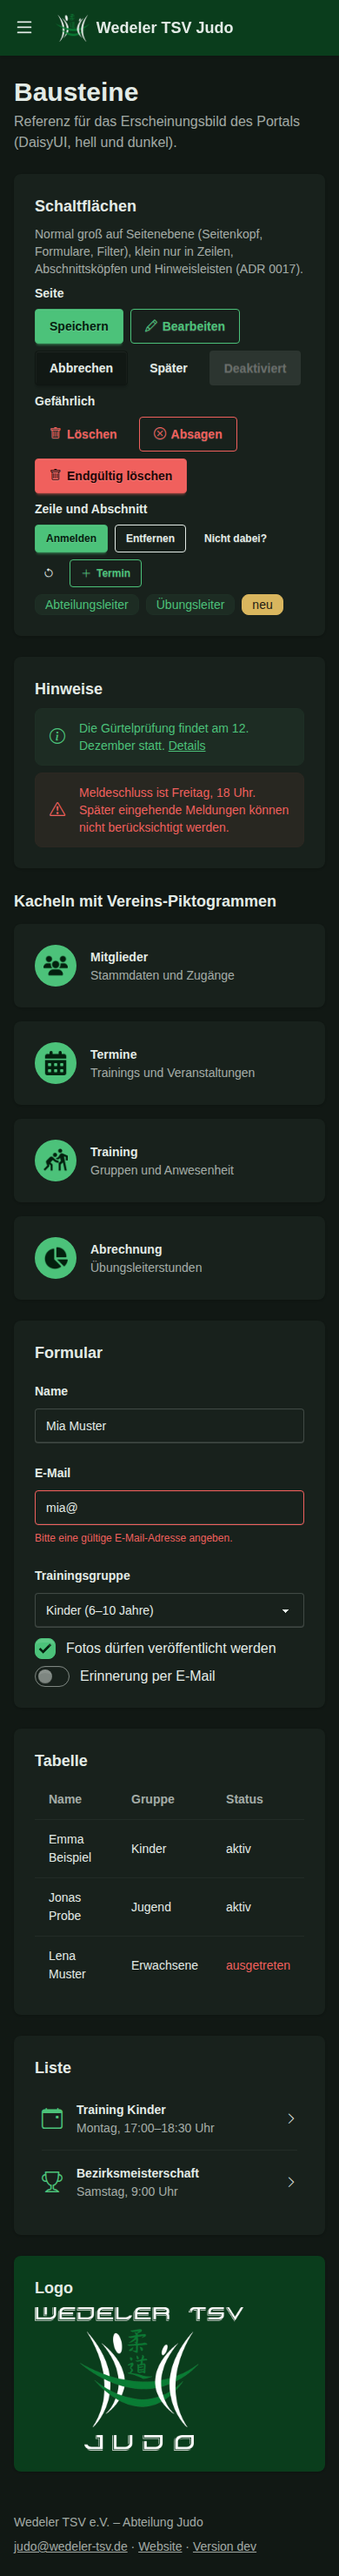 Wedeler TSV Judo
Bausteine
Referenz für das Erscheinungsbild des Portals
(DaisyUI, hell und dunkel).
Schaltflächen
Normal groß auf Seitenebene (Seitenkopf,
Formulare, Filter), klein nur in Zeilen,
Abschnittsköpfen und Hinweisleisten (ADR 0017).
Seite
Speichern Bearbeiten
Abbrechen Später Deaktiviert
Gefährlich
Löschen Absagen
Endgültig löschen
Zeile und Abschnitt
Anmelden Entfernen Nicht dabei?
Termin
Abteilungsleiter Übungsleiter neu
Hinweise
Die Gürtelprüfung findet am 12.
Dezember statt. Details
Meldeschluss ist Freitag, 18 Uhr.
Später eingehende Meldungen können
nicht berücksichtigt werden.
Kacheln mit Vereins-Piktogrammen
Mitglieder
Stammdaten und Zugänge
Termine
Trainings und Veranstaltungen
Training
Gruppen und Anwesenheit
Abrechnung
Übungsleiterstunden
Formular
Name
Mia Muster
E-Mail
mia@
Bitte eine gültige E-Mail-Adresse angeben.
Trainingsgruppe
Kinder (6–10 Jahre)
Fotos dürfen veröffentlicht werden
Erinnerung per E-Mail
Tabelle
Name Gruppe Status
Emma
Beispiel Kinder aktiv
Jonas
Probe Jugend aktiv
Lena
Muster Erwachsene ausgetreten
Liste
Training Kinder
Montag, 17:00–18:30 Uhr
Bezirksmeisterschaft
Samstag, 9:00 Uhr
Logo
WEDELER TSV
柔
道
JUDO
Wedeler TSV e.V. – Abteilung Judo
judo@wedeler-tsv.de · Website · Version dev